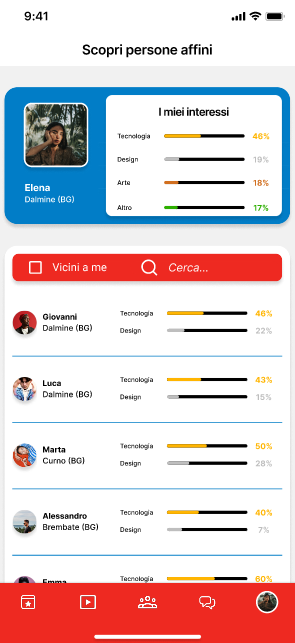 9:41
Scopri persone affini
I miei interessi
Tecnologia 46%
Design 19%
Arte 18%
Altro 17%
Elena
Dalmine (BG)
Vicini a me Cerca...
Giovanni
Dalmine (BG)
Tecnologia 46%
Design 22%
Luca
Dalmine (BG)
Tecnologia 43%
Design 15%
Marta
Curno (BG)
Tecnologia 50%
Design 28%
Alessandro
Brembate (BG)
Tecnologia 40%
Design 7%
Emma
Tecnologia 60%